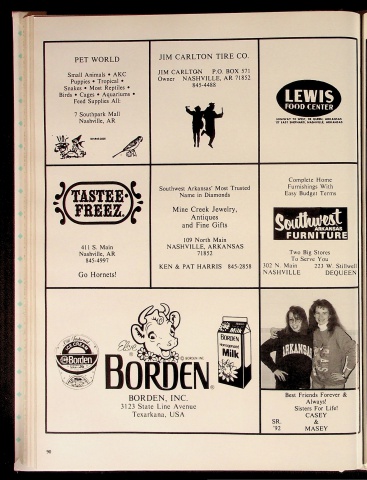 PET WORLD
Small Animals • AKC
Puppies • Tropical •
Snakes • Most Reptiles •
Birds • Cages • Aquariums •
Feed Supplies All:
7 Southpark Mall
Nashville, AR
JIM CARLTON TIRE CO.
JIM CARLTON P.O. BOX 571
Owner NASHVILLE, AR 71852
845-4488
LEWIS
FOOD CENTER
TASTEE-
FREEZ.
411 S. Main
Nashville, AR
845-4997
Go Hornets!
Southwest Arkansas' Most Trusted
Name in Diamonds
Mine Creek Jewelry,
Antiques
and Fine Gifts
109 North Main
NASHVILLE, ARKANSAS
71852
KEN & PAT HARRIS 845-2858
Complete Home
Furnishings With
Easy Budget Terms
Southwest
ARKANSAS
FURNITURE
Two Big Stores
To Serve You
302 N. Main 223 W. Stillwell
NASHVILLE DEQUEEN
Elsie
Borden
BORDEN
Milk
BORDEN
Milk
BORDEN, INC.
3123 State Line Avenue
Texarkana, USA
ARKANSAS
Best Friends Forever &
Always!
Sisters For Life!
CASEY
SR. &
'92 MASEY
90